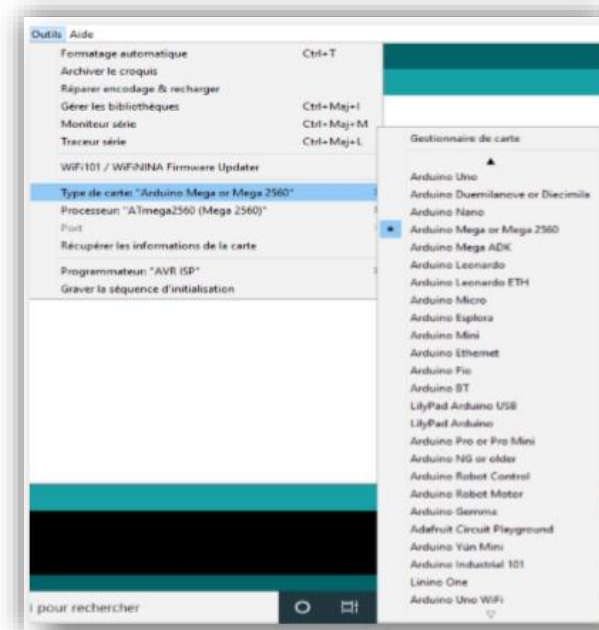 Outils Aide
Formatage automatique Ctrl+T
Archiver le croquis
Réparer encodage & recharger
Gérer les bibliothèques Ctrl+Maj+I
Moniteur série Ctrl+Maj+M
Traceur série Ctrl+Maj+L
WiFi101 / WiFiNINA Firmware Updater
Type de carte: "Arduino Mega or Mega 2560"
Processeur: "ATmega2560 (Mega 2560)"
Port
Récupérer les informations de la carte
Programmateur: "AVR ISP"
Graver la séquence d'initialisation
Gestionnaire de carte
Arduino Uno
Arduino Duemilanove or Diecimila
Arduino Nano
Arduino Mega or Mega 2560
Arduino Mega ADK
Arduino Leonardo
Arduino Leonardo ETH
Arduino Micro
Arduino Esplora
Arduino Mini
Arduino Ethernet
Arduino Fio
Arduino BT
LilyPad Arduino USB
LilyPad Arduino
Arduino Pro or Pro Mini
Arduino NG or older
Arduino Robot Control
Arduino Robot Motor
Arduino Gemma
Adafruit Circuit Playground
Arduino Yún Mini
Arduino Industrial 101
Linino One
Arduino Uno WiFi
i pour rechercher